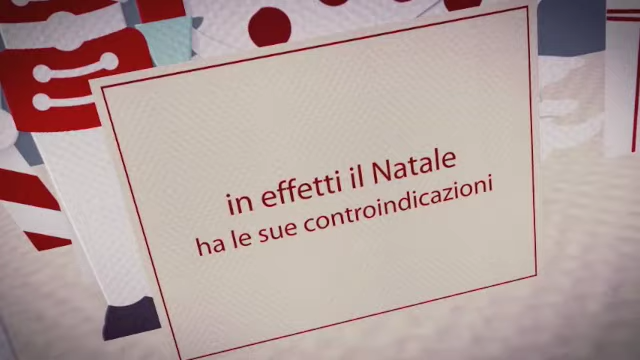 in effetti il Natale
ha le sue controindicazioni